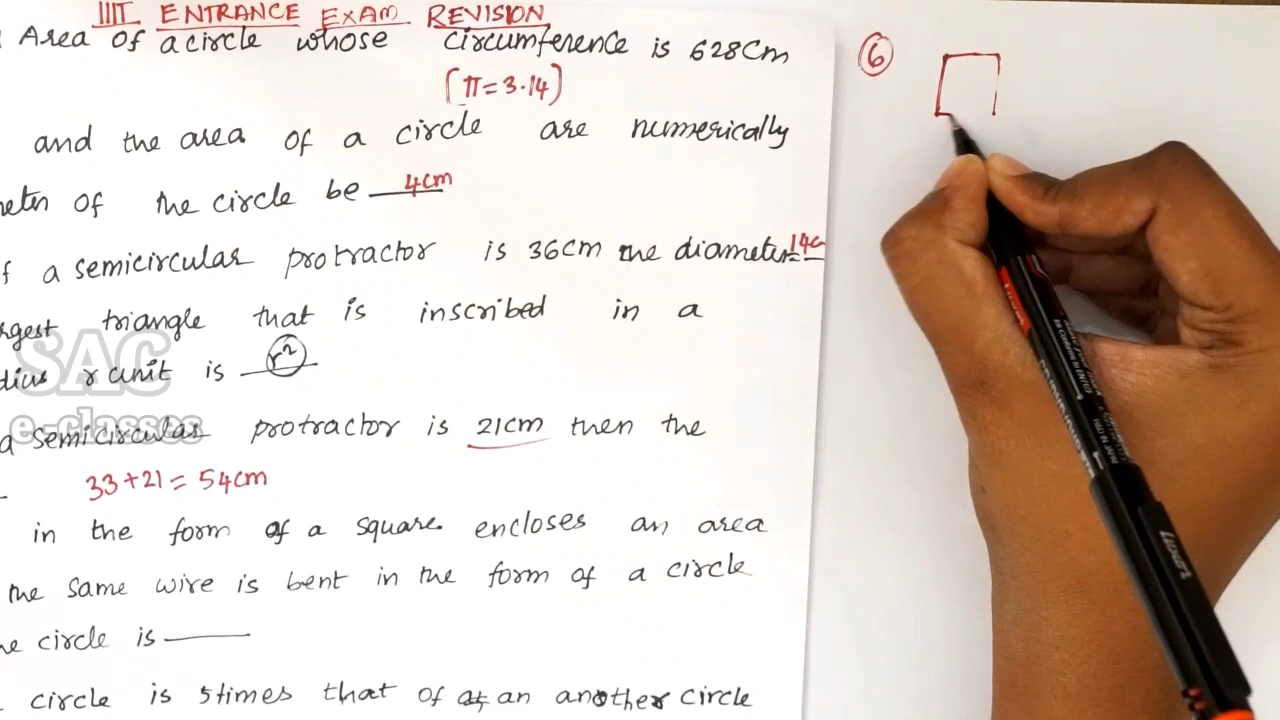 IIIT ENTRANCE EXAM REVISION
Area of a circle whose circumference is 628cm
(π = 3.14)
and the area of a circle are numerically
of the circle be 4cm
a semicircular protractor is 36cm the diameter=
triangle that is inscribed in a
r unit is r²
semicircular protractor is 21cm then the
33+21 = 54cm
in the form of a square encloses an area
the same wire is bent in the form of a circle
circle is
circle is 5times that of an another circle
6
SAC
e-classes
LUXOR